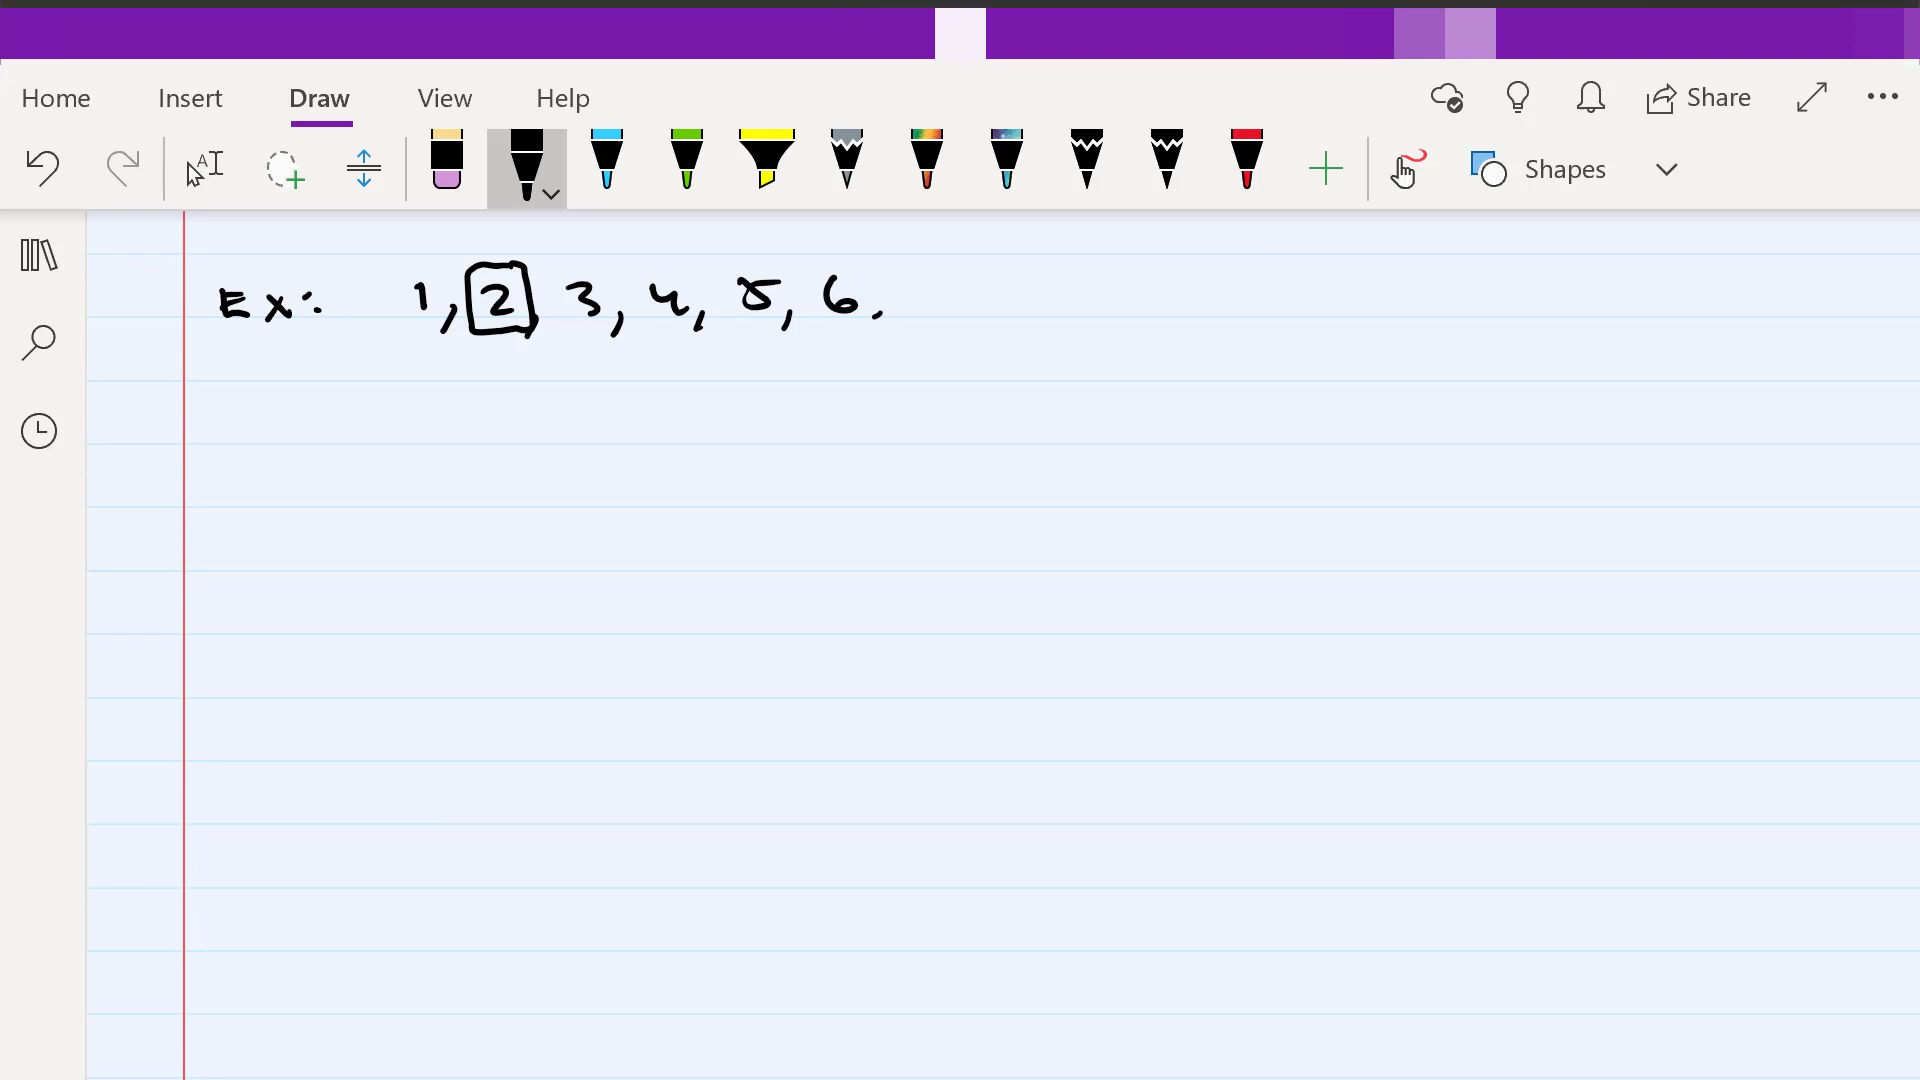 Home Insert Draw View Help Share
Shapes
Ex: 1, 2, 3, 4, 5, 6.